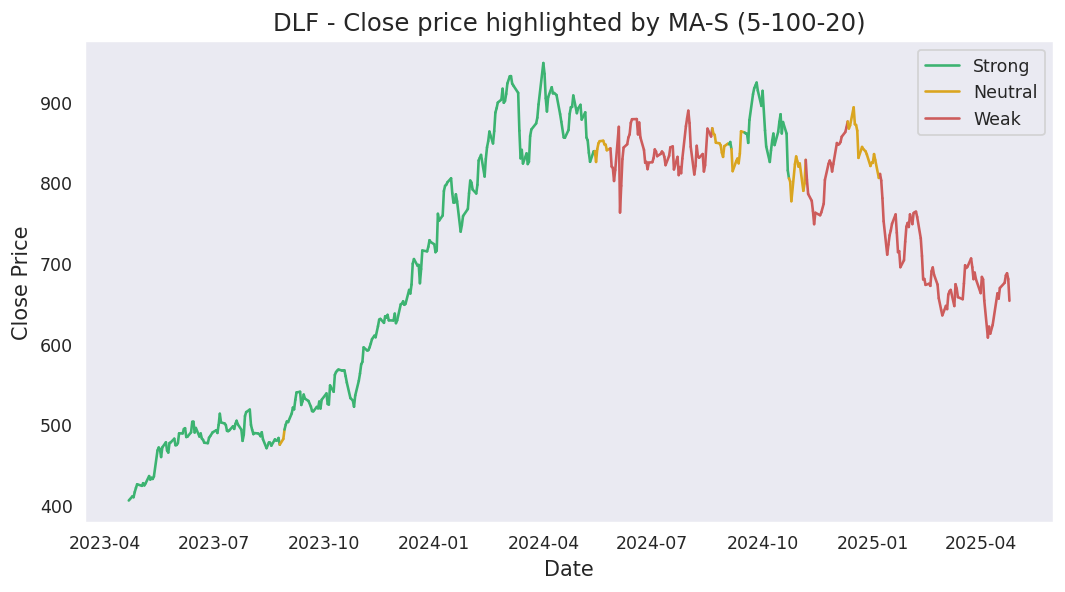 DLF - Close price highlighted by MA-S (5-100-20)
Strong
Neutral
Weak
Close Price
900
800
700
600
500
400
2023-04
2023-07
2023-10
2024-01
2024-04
2024-07
2024-10
2025-01
2025-04
Date